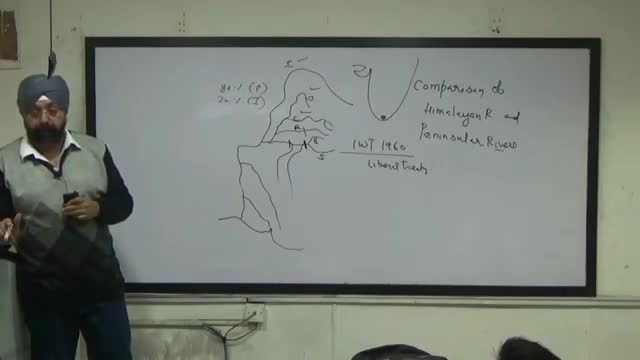 80% (P)
20% (I)
I
J
C
R
B
S
IWT 1960
Liberal Treaty
Comparison of
Himalayan R and
Peninsular Rivers